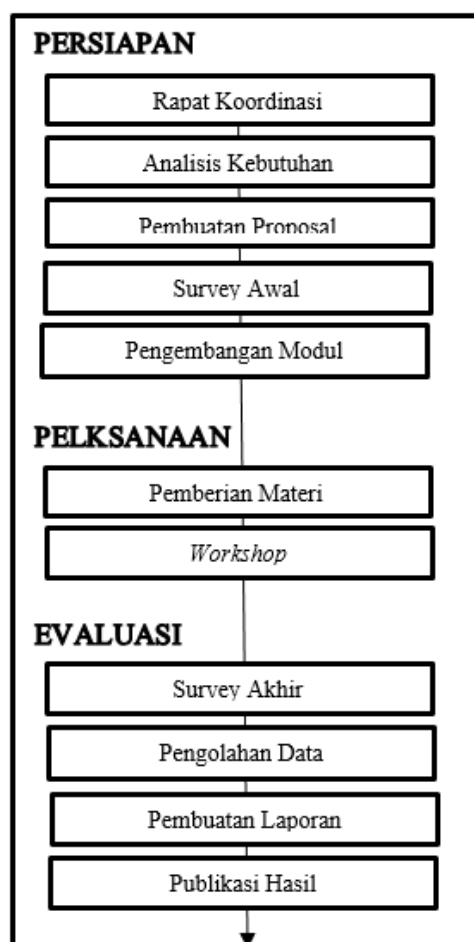 PERSIAPAN
Rapat Koordinasi
Analisis Kebutuhan
Pembuatan Proposal
Survey Awal
Pengembangan Modul
PELKSANAAN
Pemberian Materi
Workshop
EVALUASI
Survey Akhir
Pengolahan Data
Pembuatan Laporan
Publikasi Hasil